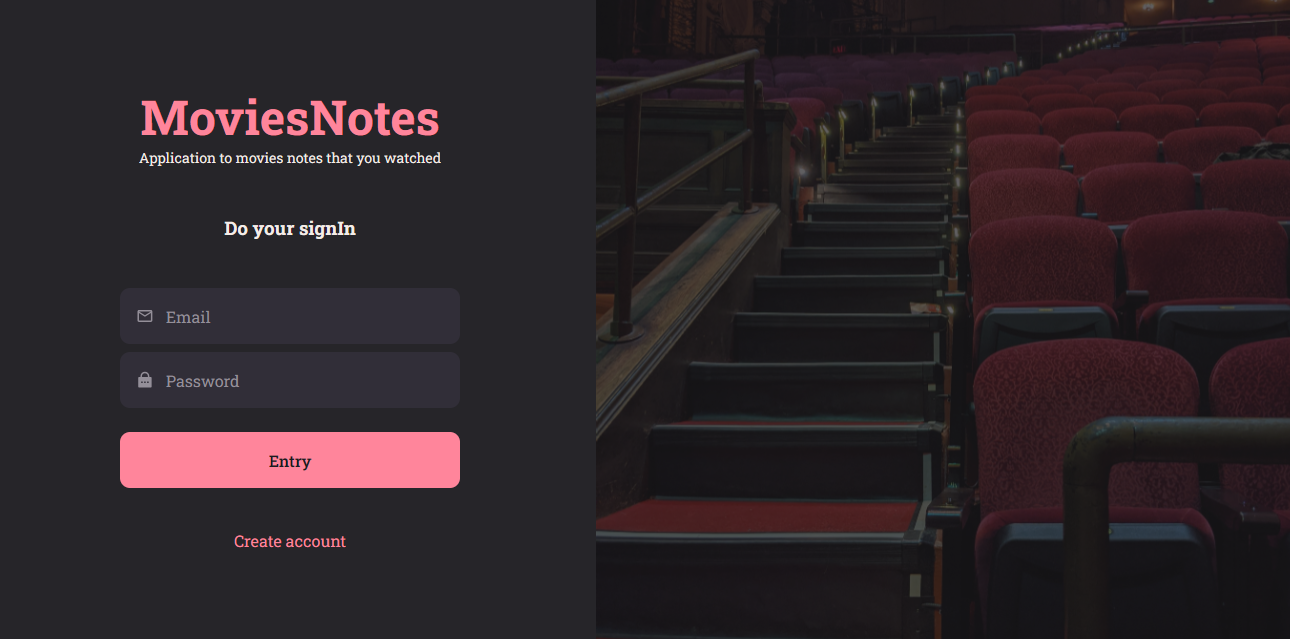 MoviesNotes
Application to movies notes that you watched
Do your signIn
Email
Password
Entry
Create account